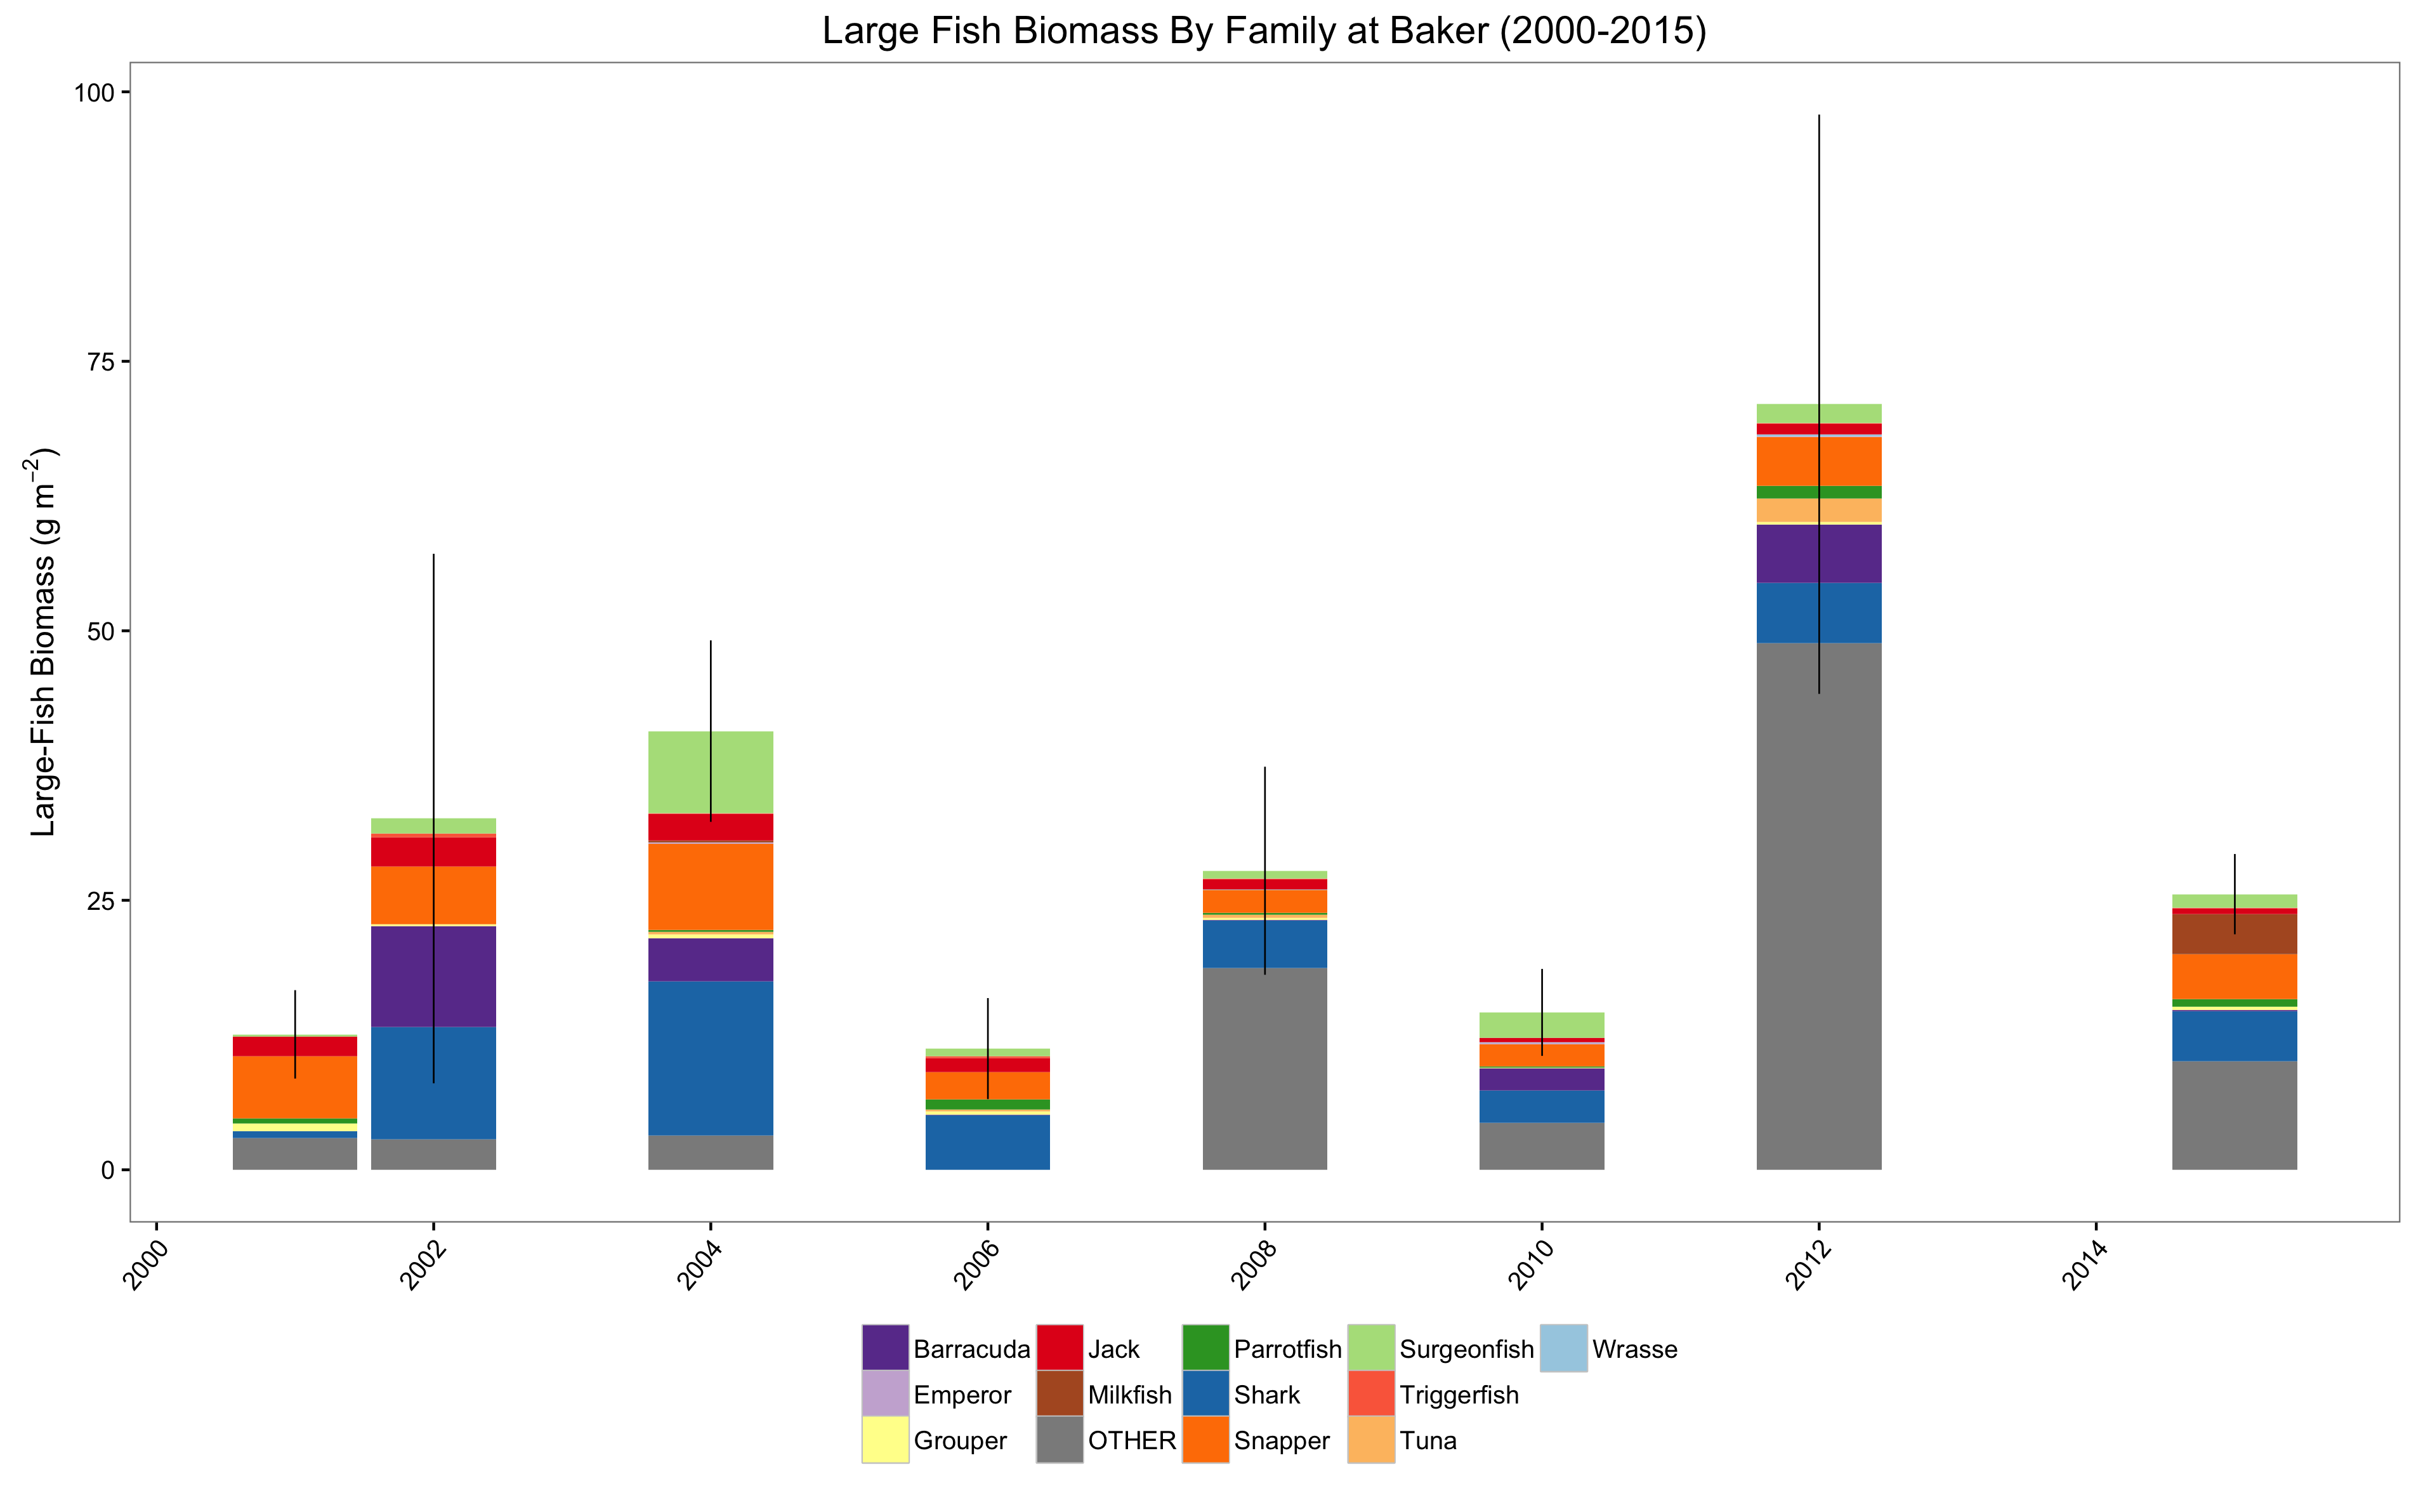 Large Fish Biomass By Family at Baker (2000-2015)
Large-Fish Biomass (g m⁻²)
100
75
50
25
0
2000 2002 2004 2006 2008 2010 2012 2014
Barracuda Jack Parrotfish Surgeonfish Wrasse
Emperor Milkfish Shark Triggerfish
Grouper OTHER Snapper Tuna